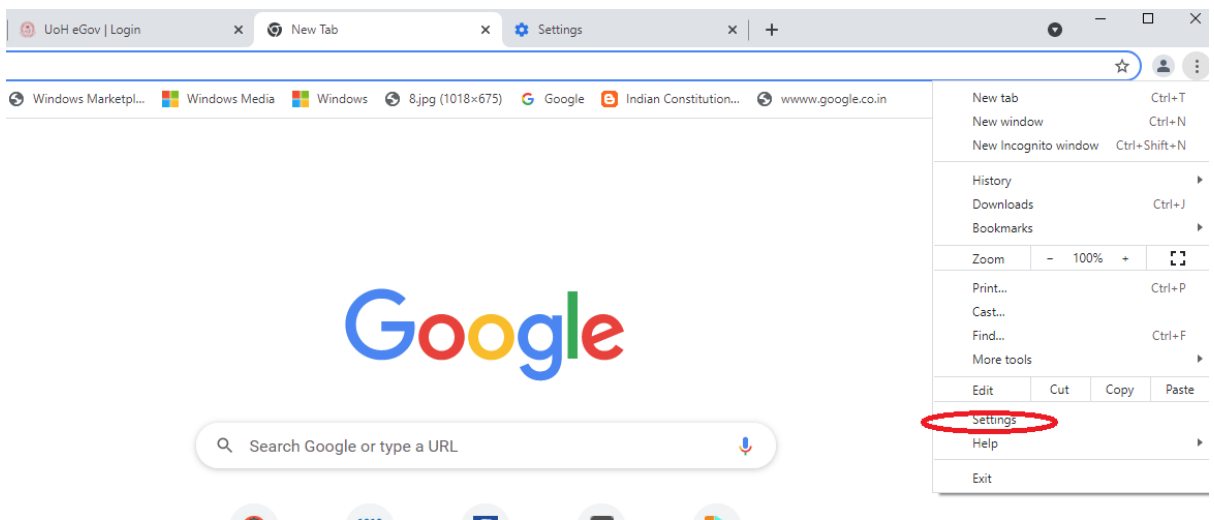 UoH eGov | Login New Tab Settings
Windows Marketpl... Windows Media Windows 8.jpg (1018×675) Google Indian Constitution... wwww.google.co.in
New tab Ctrl+T
New window Ctrl+N
New Incognito window Ctrl+Shift+N
History
Downloads Ctrl+J
Bookmarks
Zoom - 100% +
Print... Ctrl+P
Cast...
Find... Ctrl+F
More tools
Edit Cut Copy Paste
Settings
Help
Exit
Google
Search Google or type a URL